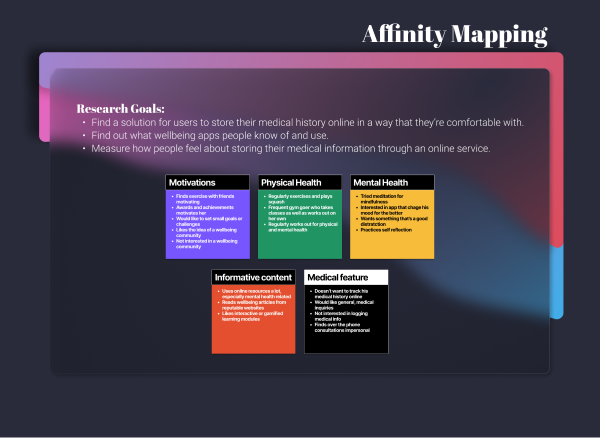 Affinity Mapping
Research Goals:
• Find a solution for users to store their medical history online in a way that they're comfortable with.
• Find out what wellbeing apps people know of and use.
• Measure how people feel about storing their medical information through an online service.
Motivations
• Finds exercise with friends
motivating
• Awards and achievements
motivates her
• Would like to set small goals or
challenges
• Likes the idea of a wellbeing
community
• Not interested in a wellbeing
community
Physical Health
• Regularly exercises and plays
squash
• Frequent gym goer who takes
classes as well as works out on
her own
• Regularly works out for physical
and mental health
Mental Health
• Tried meditation for
mindfulness
• Interested in app that chage his
mood for the better
• Wants something that's a good
distratction
• Practices self reflection
Informative content
• Uses online resources a lot,
especially mental health related
• Reads wellbeing articles from
reputable websites
• Likes interactive or gamified
learning modules
Medical feature
• Doesn't want to track his
medical history online
• Would like general, medical
inquiries
• Not interested in logging
medical info
• Finds over the phone
consultations impersonal